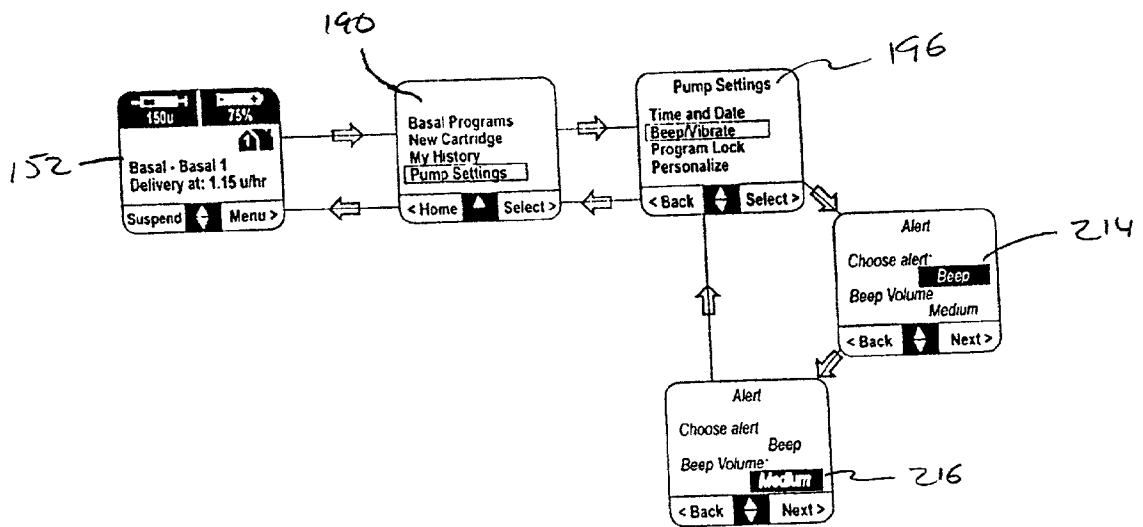 190
196
152
150u 75%
1
Basal - Basal 1
Delivery at: 1.15 u/hr
Suspend Menu >
Basal Programs
New Cartridge
My History
Pump Settings
< Home Select >
Pump Settings
Time and Date
Beep/Vibrate
Program Lock
Personalize
< Back Select >
214
Alert
Choose alert:
Beep
Beep Volume
Medium
< Back Next >
Alert
Choose alert
Beep
Beep Volume:
Medium
< Back Next >
216